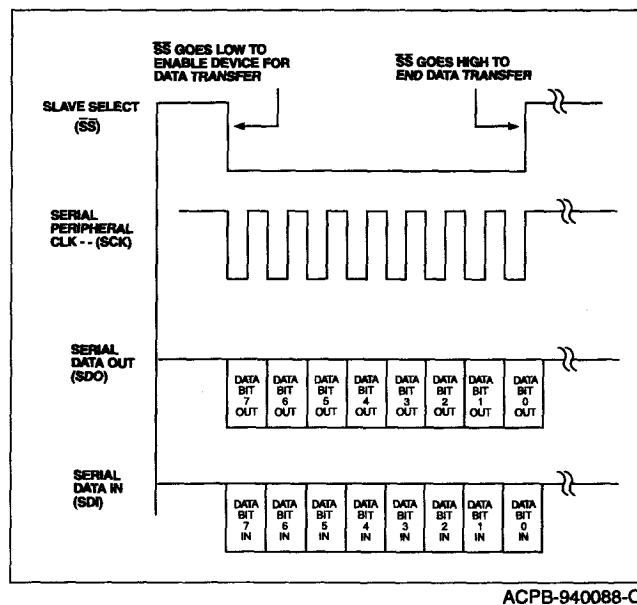 S̅S̅ GOES LOW TO
ENABLE DEVICE FOR
DATA TRANSFER
S̅S̅ GOES HIGH TO
END DATA TRANSFER
SLAVE SELECT
(S̅S̅)
SERIAL
PERIPHERAL
CLK - - (SCK)
SERIAL
DATA OUT
(SDO)
DATA BIT 7 OUT
DATA BIT 6 OUT
DATA BIT 5 OUT
DATA BIT 4 OUT
DATA BIT 3 OUT
DATA BIT 2 OUT
DATA BIT 1 OUT
DATA BIT 0 OUT
SERIAL
DATA IN
(SDI)
DATA BIT 7 IN
DATA BIT 6 IN
DATA BIT 5 IN
DATA BIT 4 IN
DATA BIT 3 IN
DATA BIT 2 IN
DATA BIT 1 IN
DATA BIT 0 IN
ACPB-940088-C